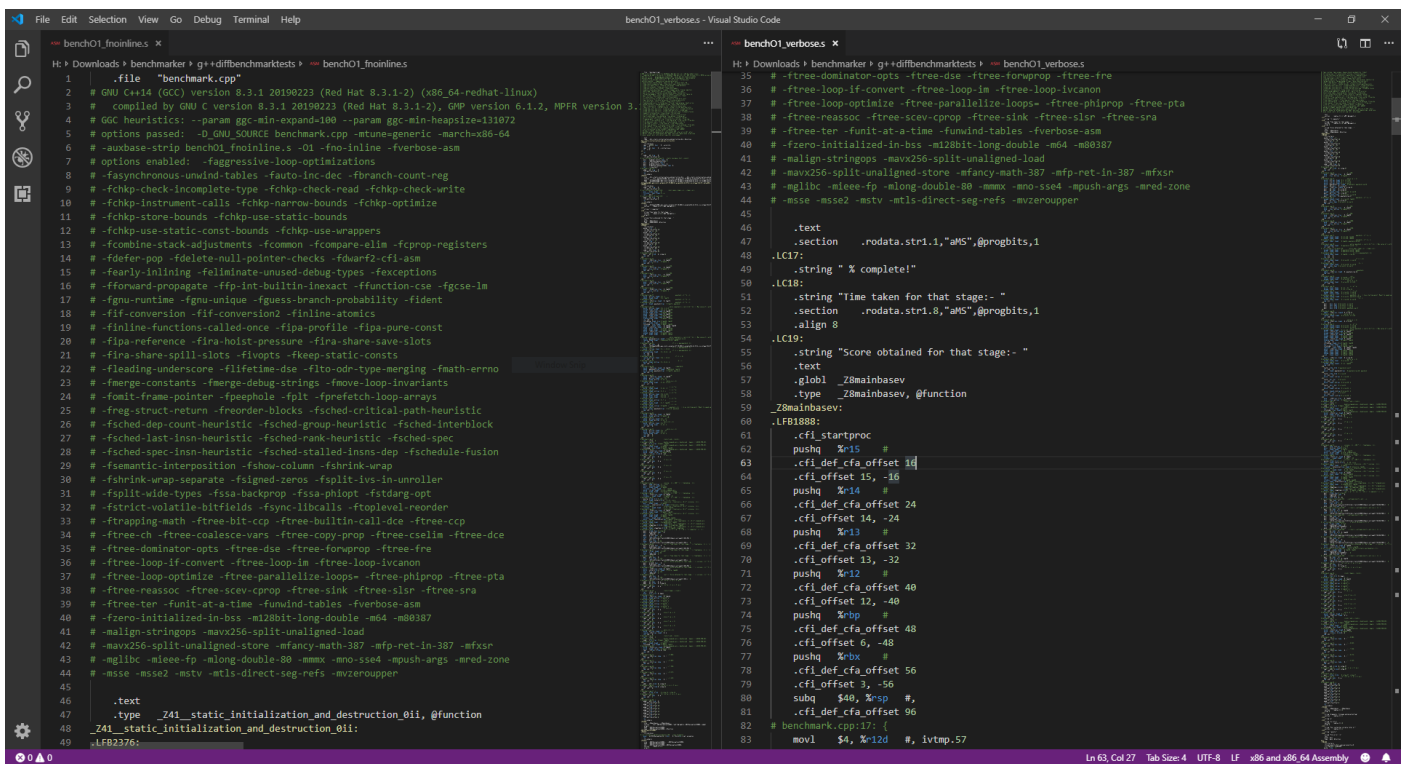 File Edit Selection View Go Debug Terminal Help
benchO1_verbose.s - Visual Studio Code
benchO1_fnoinline.s
H: Downloads benchmarker g++diffbenchmarktests benchO1_fnoinline.s
1 .file "benchmark.cpp"
2 # GNU C++14 (GCC) version 8.3.1 20190223 (Red Hat 8.3.1-2) (x86_64-redhat-linux)
3 # compiled by GNU C version 8.3.1 20190223 (Red Hat 8.3.1-2), GMP version 6.1.2, MPFR version 3.
4 # GGC heuristics: --param ggc-min-expand=100 --param ggc-min-heapsize=131072
5 # options passed: -D_GNU_SOURCE benchmark.cpp -mtune=generic -march=x86-64
6 # -auxbase-strip benchO1_fnoinline.s -O1 -fno-inline -fverbose-asm
7 # options enabled: -faggressive-loop-optimizations
8 # -fasynchronous-unwind-tables -fauto-inc-dec -fbranch-count-reg
9 # -fchkp-check-incomplete-type -fchkp-check-read -fchkp-check-write
10 # -fchkp-instrument-calls -fchkp-narrow-bounds -fchkp-optimize
11 # -fchkp-store-bounds -fchkp-use-static-bounds
12 # -fchkp-use-static-const-bounds -fchkp-use-wrappers
13 # -fcombine-stack-adjustments -fcommon -fcompare-elim -fcprop-registers
14 # -fdefer-pop -fdelete-null-pointer-checks -fdwarf2-cfi-asm
15 # -fearly-inlining -feliminate-unused-debug-types -fexceptions
16 # -fforward-propagate -ffp-int-builtin-inexact -ffunction-cse -fgcse-lm
17 # -fgnu-runtime -fgnu-unique -fguess-branch-probability -fident
18 # -fif-conversion -fif-conversion2 -finline-atomics
19 # -finline-functions-called-once -fipa-profile -fipa-pure-const
20 # -fipa-reference -fira-hoist-pressure -fira-share-save-slots
21 # -fira-share-spill-slots -fivopts -fkeep-static-consts
22 # -fleading-underscore -flifetime-dse -flto-odr-type-merging -fmath-errno
23 # -fmerge-constants -fmerge-debug-strings -fmove-loop-invariants
24 # -fomit-frame-pointer -fpeephole -fplt -fprefetch-loop-arrays
25 # -freg-struct-return -freorder-blocks -fsched-critical-path-heuristic
26 # -fsched-dep-count-heuristic -fsched-group-heuristic -fsched-interblock
27 # -fsched-last-insn-heuristic -fsched-rank-heuristic -fsched-spec
28 # -fsched-spec-insn-heuristic -fsched-stalled-insns-dep -fschedule-fusion
29 # -fsemantic-interposition -fshow-column -fshrink-wrap
30 # -fshrink-wrap-separate -fsigned-zeros -fsplit-ivs-in-unroller
31 # -fsplit-wide-types -fssa-backprop -fssa-phiopt -fstdarg-opt
32 # -fstrict-volatile-bitfields -fsync-libcalls -ftoplevel-reorder
33 # -ftrapping-math -ftree-bit-ccp -ftree-builtin-call-dce -ftree-ccp
34 # -ftree-ch -ftree-coalesce-vars -ftree-copy-prop -ftree-cselim -ftree-dce
35 # -ftree-dominator-opts -ftree-dse -ftree-forwprop -ftree-fre
36 # -ftree-loop-if-convert -ftree-loop-im -ftree-loop-ivcanon
37 # -ftree-loop-optimize -ftree-parallelize-loops= -ftree-phiprop -ftree-pta
38 # -ftree-reassoc -ftree-scev-cprop -ftree-sink -ftree-slsr -ftree-sra
39 # -ftree-ter -funit-at-a-time -funwind-tables -fverbose-asm
40 # -fzero-initialized-in-bss -m128bit-long-double -m64 -m80387
41 # -malign-stringops -mavx256-split-unaligned-load
42 # -mavx256-split-unaligned-store -mfancy-math-387 -mfp-ret-in-387 -mfxsr
43 # -mglibc -mieee-fp -mlong-double-80 -mmmx -mno-sse4 -mpush-args -mred-zone
44 # -msse -msse2 -mstv -mtls-direct-seg-refs -mvzeroupper
45
46 .text
47 .type _Z41__static_initialization_and_destruction_0ii, @function
48 _Z41__static_initialization_and_destruction_0ii:
49 .LFB2376:
benchO1_verbose.s
H: Downloads benchmarker g++diffbenchmarktests benchO1_verbose.s
35 # -ftree-dominator-opts -ftree-dse -ftree-forwprop -ftree-fre
36 # -ftree-loop-if-convert -ftree-loop-im -ftree-loop-ivcanon
37 # -ftree-loop-optimize -ftree-parallelize-loops= -ftree-phiprop -ftree-pta
38 # -ftree-reassoc -ftree-scev-cprop -ftree-sink -ftree-slsr -ftree-sra
39 # -ftree-ter -funit-at-a-time -funwind-tables -fverbose-asm
40 # -fzero-initialized-in-bss -m128bit-long-double -m64 -m80387
41 # -malign-stringops -mavx256-split-unaligned-load
42 # -mavx256-split-unaligned-store -mfancy-math-387 -mfp-ret-in-387 -mfxsr
43 # -mglibc -mieee-fp -mlong-double-80 -mmmx -mno-sse4 -mpush-args -mred-zone
44 # -msse -msse2 -mstv -mtls-direct-seg-refs -mvzeroupper
45
46 .text
47 .section .rodata.str1.1,"aMS",@progbits,1
48 .LC17:
49 .string " % complete!"
50 .LC18:
51 .string "Time taken for that stage:- "
52 .section .rodata.str1.8,"aMS",@progbits,1
53 .align 8
54 .LC19:
55 .string "Score obtained for that stage:- "
56 .text
57 .globl _Z8mainbasev
58 .type _Z8mainbasev, @function
59 _Z8mainbasev:
60 .LFB1888:
61 .cfi_startproc
62 pushq %r15 #
63 .cfi_def_cfa_offset 16
64 .cfi_offset 15, -16
65 pushq %r14 #
66 .cfi_def_cfa_offset 24
67 .cfi_offset 14, -24
68 pushq %r13 #
69 .cfi_def_cfa_offset 32
70 .cfi_offset 13, -32
71 pushq %r12 #
72 .cfi_def_cfa_offset 40
73 .cfi_offset 12, -40
74 pushq %rbp #
75 .cfi_def_cfa_offset 48
76 .cfi_offset 6, -48
77 pushq %rbx #
78 .cfi_def_cfa_offset 56
79 .cfi_offset 3, -56
80 subq $40, %rsp #,
81 .cfi_def_cfa_offset 96
82 # benchmark.cpp:17: {
83 movl $4, %r12d #, ivtmp.57
0 0
Ln 63, Col 27 Tab Size: 4 UTF-8 LF x86 and x86_64 Assembly